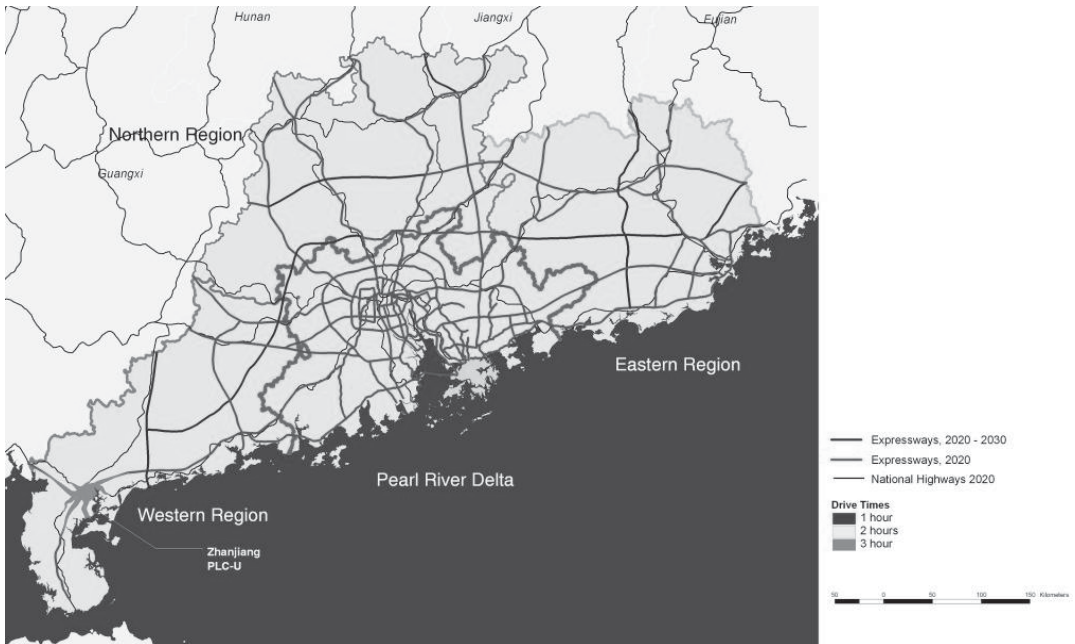 Hunan
Jiangxi
Fujian
Northern Region
Guangxi
Eastern Region
Pearl River Delta
Western Region
Zhanjiang
PLC-U
Expressways, 2020 - 2030
Expressways, 2020
National Highways 2020
Drive Times
1 hour
2 hours
3 hour
50 0 50 100 150 Kilometers